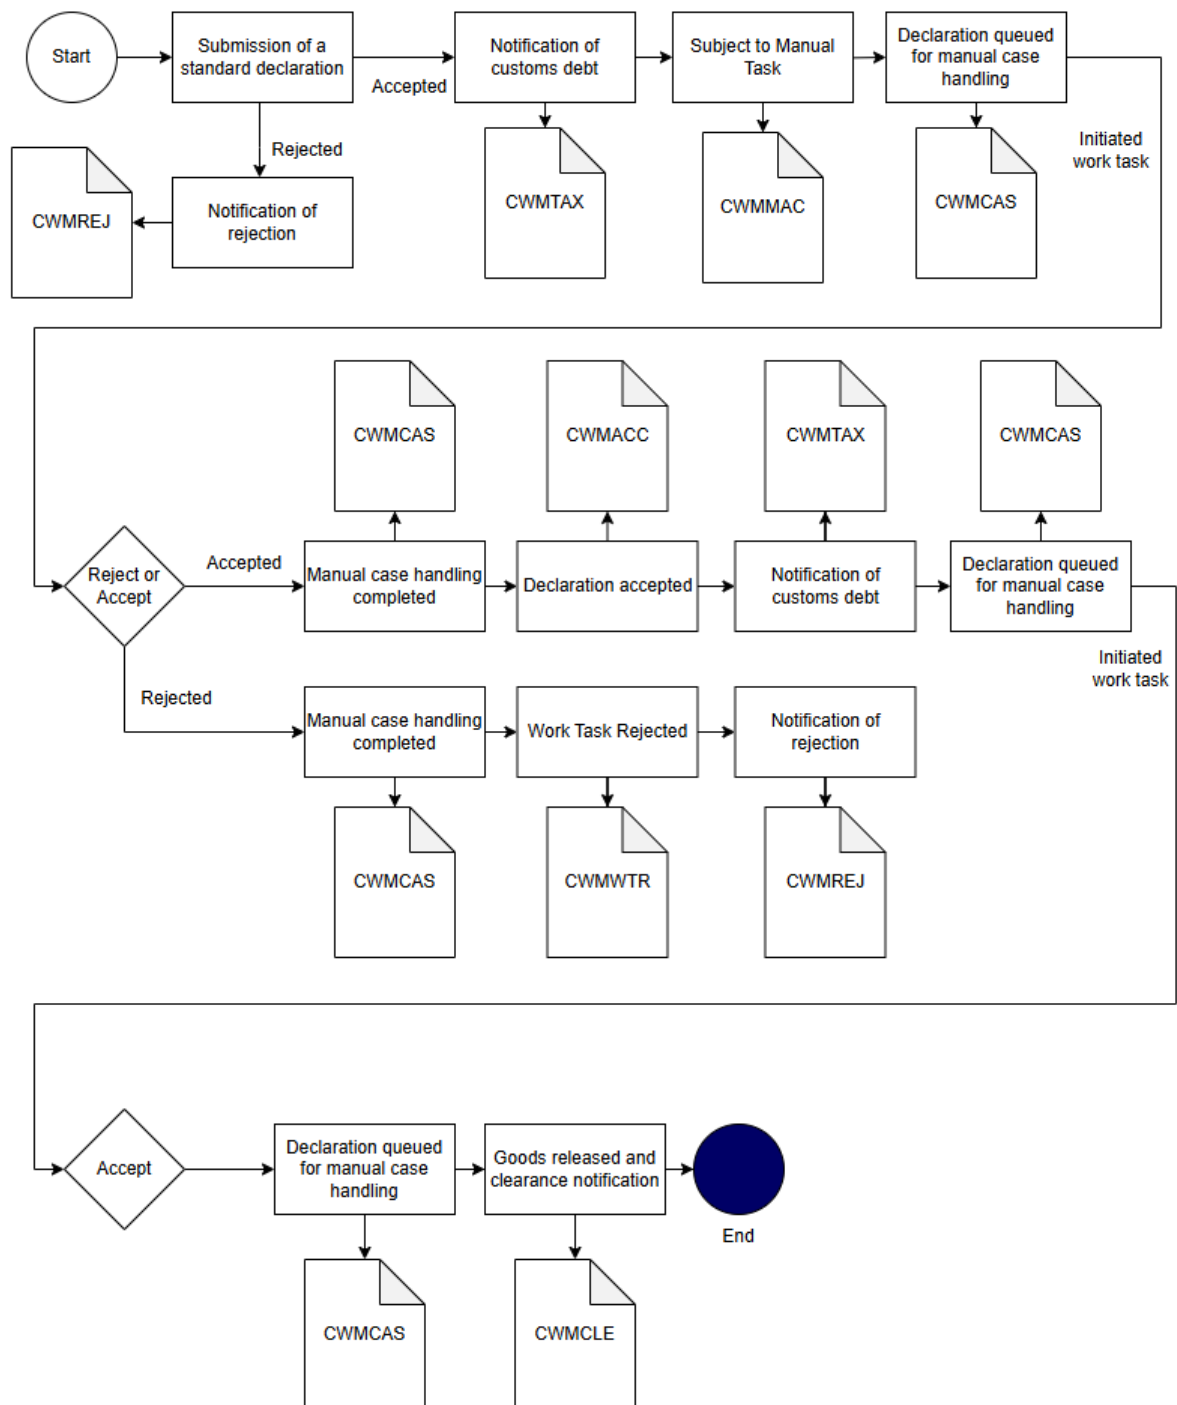 Start
Submission of a
standard declaration
Accepted
Notification of
customs debt
Subject to Manual
Task
Declaration queued
for manual case
handling
Initiated
work task
Rejected
CWMREJ
Notification of
rejection
CWMTAX
CWMMAC
CWMCAS
CWMCAS
CWMACC
CWMTAX
CWMCAS
Reject or
Accept
Accepted
Manual case handling
completed
Declaration accepted
Notification of
customs debt
Declaration queued
for manual case
handling
Initiated
work task
Rejected
Manual case handling
completed
Work Task Rejected
Notification of
rejection
CWMCAS
CWMWTR
CWMREJ
Accept
Declaration queued
for manual case
handling
Goods released and
clearance notification
End
CWMCAS
CWMCLE